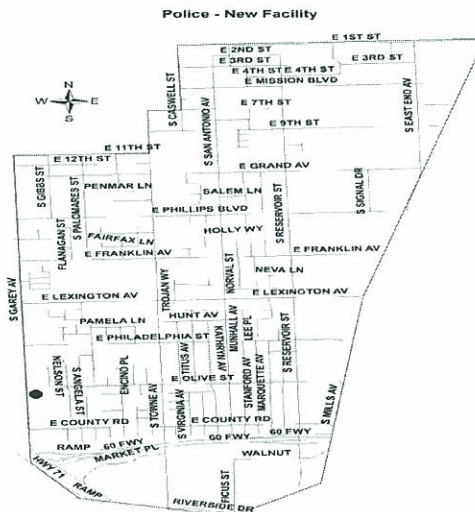 Police - New Facility
E 1ST ST
E 2ND ST
E 3RD ST
E 3RD ST
E 4TH ST E 4TH ST
E MISSION BLVD
N
W E
S
S CASWELL ST
S SAN ANTONIO AV
S EAST END AV
E 7TH ST
E 9TH ST
E 11TH ST
E 12TH ST
E GRAND AV
S GIBBS ST
S PALOMARES ST
PENMAR LN
SALEM LN
S RESERVOIR ST
S SIGNAL DR
E PHILLIPS BLVD
FLANAGAN ST
FAIRFAX LN
HOLLY WY
E FRANKLIN AV
E FRANKLIN AV
S GAREY AV
TROJAN WY
NORVAL ST
NEVA LN
E LEXINGTON AV
E LEXINGTON AV
PAMELA LN
HUNT AV
E PHILADELPHIA ST
TITUS AV
KATHRYN AV
MUNHALL AV
LEE PL
S RESERVOIR ST
NELSON ST
S ANGELA ST
ENCINO PL
S TOWNE AV
E OLIVE ST
S VIRGINIA AV
STANFORD AV
MARQUETTE AV
S MILLS AV
E COUNTY RD
E COUNTY RD
RAMP
60 FWY
60 FWY
60 FWY
MARKET PL
WALNUT
HWY 71
RAMP
FICUS ST
RIVERSIDE DR